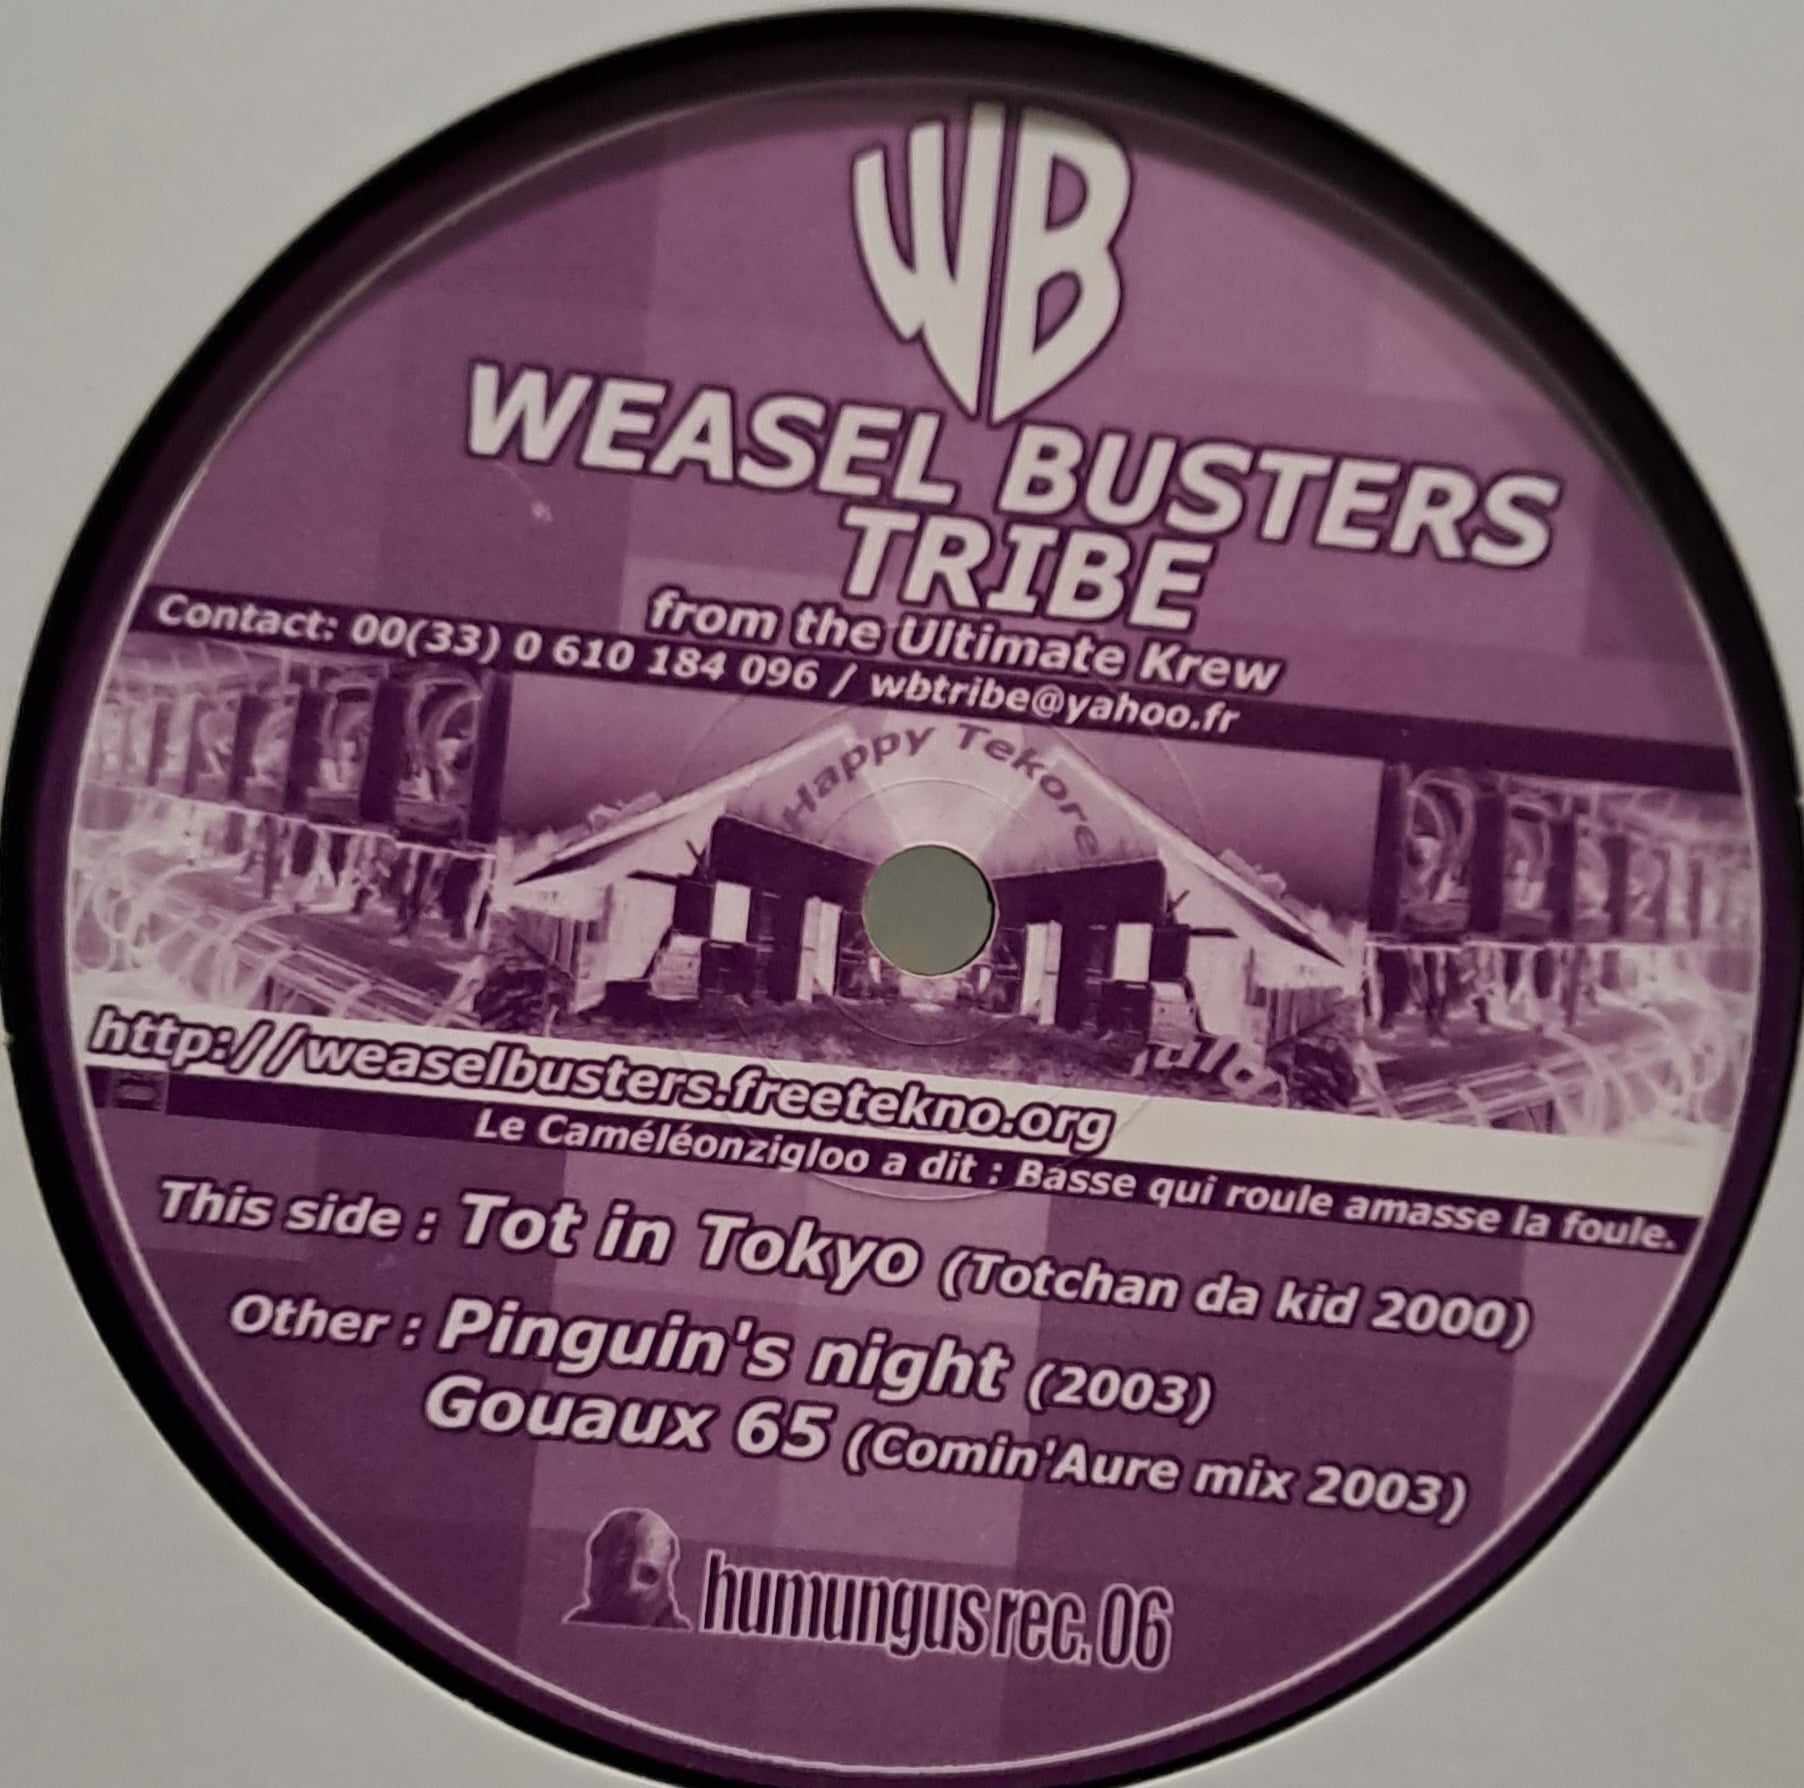 WB
WEASEL BUSTERS
TRIBE
from the Ultimate Krew
Contact: 00(33) 0 610 184 096 / wbtribe@yahoo.fr
Happy Tekore
http://weaselbusters.freetekno.org
Le Caméléonzigloo a dit : Basse qui roule amasse la foule.
This side : Tot in Tokyo (Totchan da kid 2000)
Other : Pinguin's night (2003)
Gouaux 65 (Comin'Aure mix 2003)
humungus rec. 06